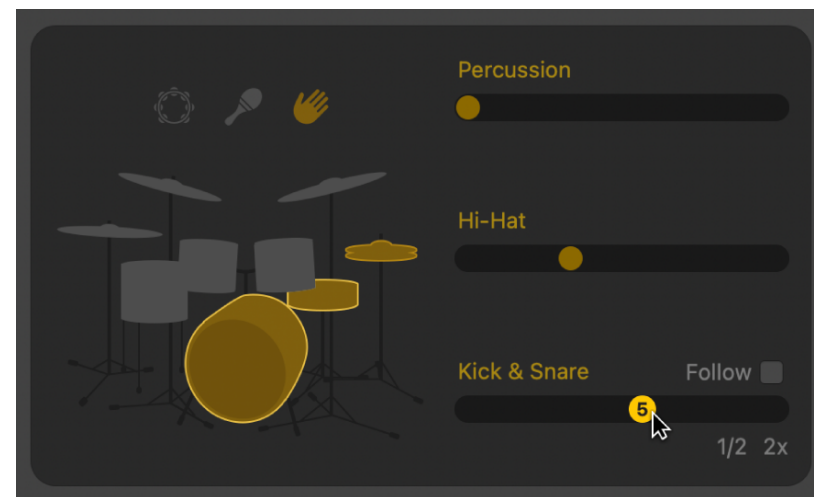 Percussion
Hi-Hat
Kick & Snare Follow
5
1/2 2x